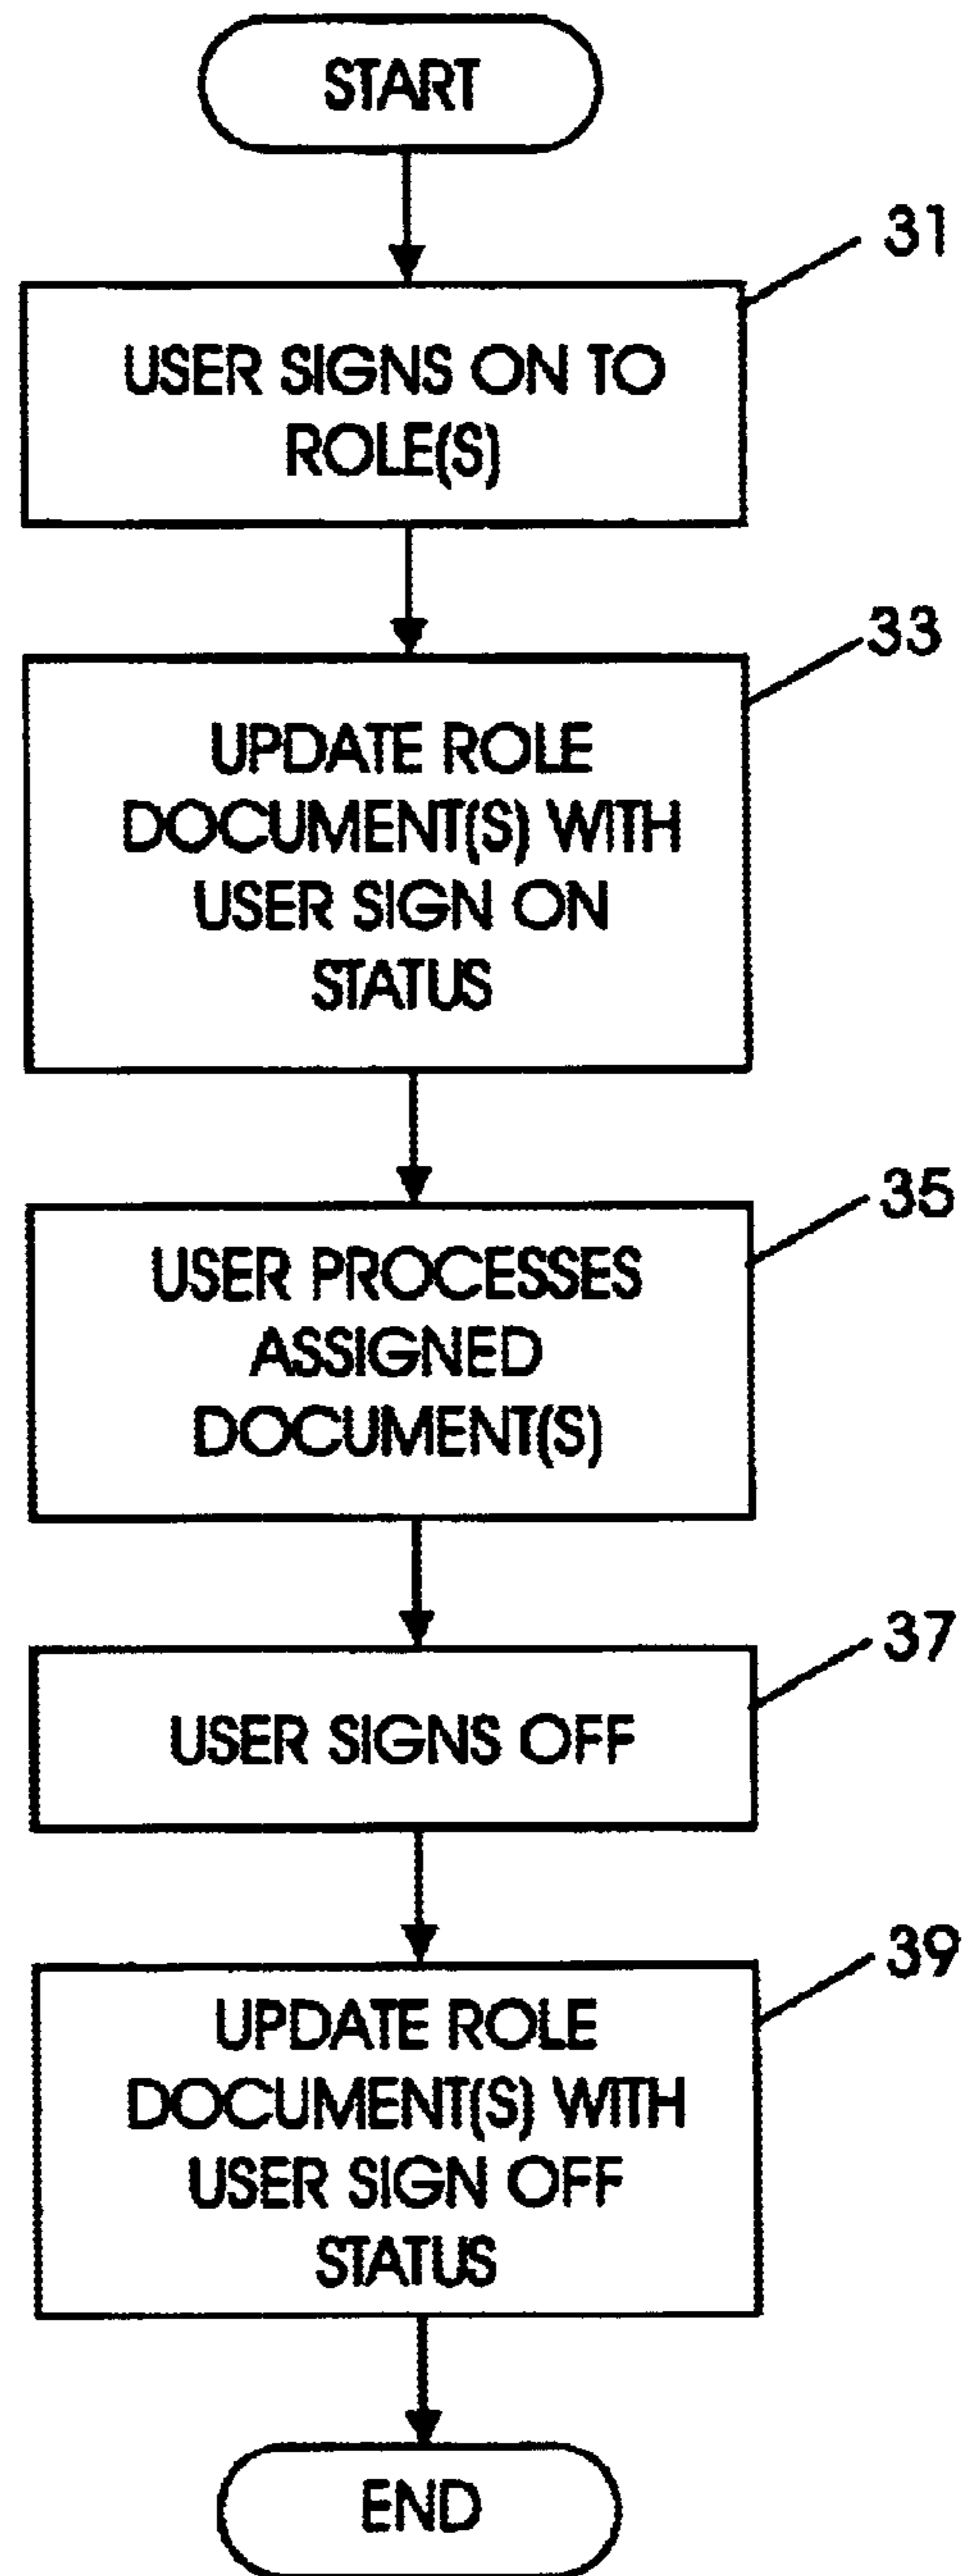 START
31
USER SIGNS ON TO
ROLE(S)
33
UPDATE ROLE
DOCUMENT(S) WITH
USER SIGN ON
STATUS
35
USER PROCESSES
ASSIGNED
DOCUMENT(S)
37
USER SIGNS OFF
39
UPDATE ROLE
DOCUMENT(S) WITH
USER SIGN OFF
STATUS
END